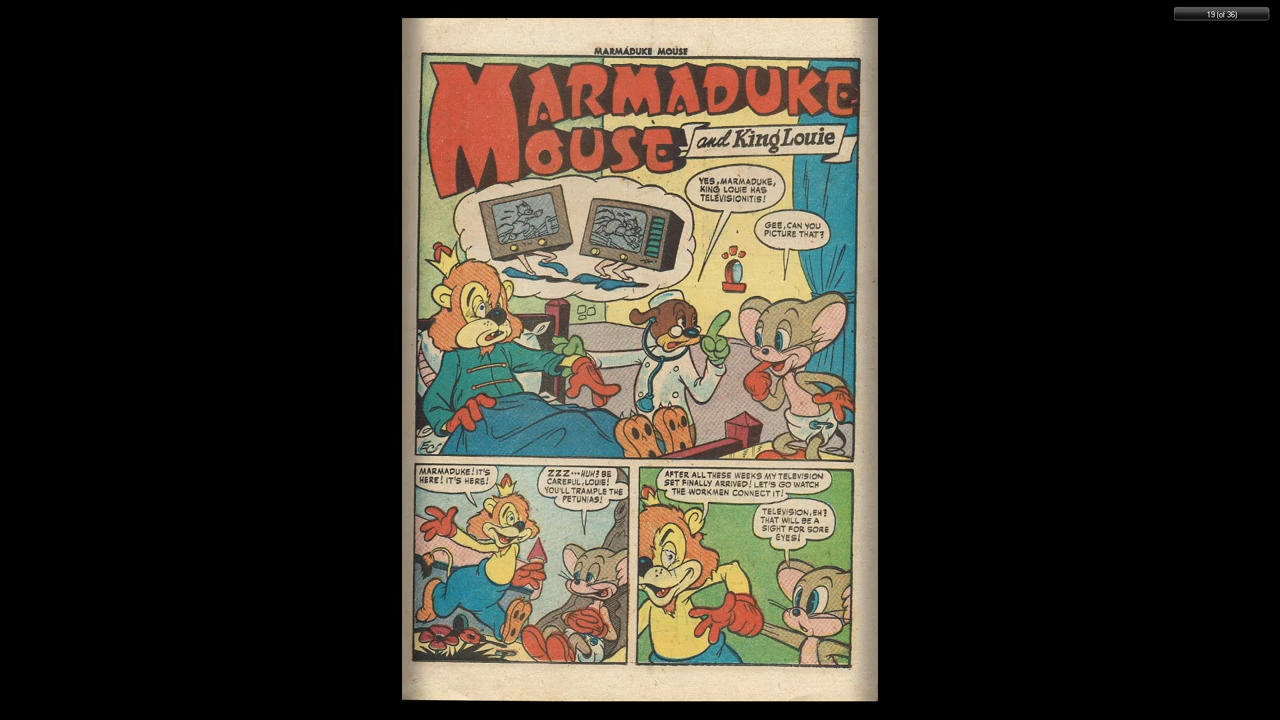 19 (of 36)
MARMADUKE MOUSE
MARMADUKE
MOUSE
and King Louie
YES, MARMADUKE,
KING LOUIE HAS
TELEVISIONITIS!
GEE, CAN YOU
PICTURE THAT?
MARMADUKE! IT'S
HERE! IT'S HERE!
ZZZ---HUH? BE
CAREFUL, LOUIE!
YOU'LL TRAMPLE THE
PETUNIAS!
AFTER ALL THESE WEEKS MY TELEVISION
SET FINALLY ARRIVED! LET'S GO WATCH
THE WORKMEN CONNECT IT!
TELEVISION, EH?
THAT WILL BE A
SIGHT FOR SORE
EYES!